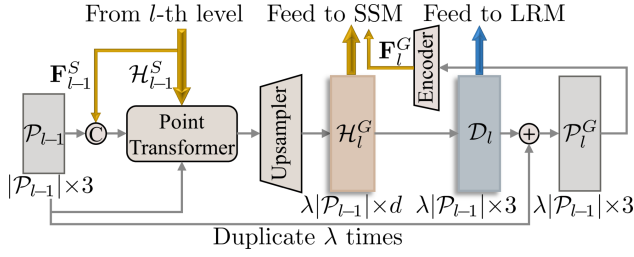 From l-th level
Feed to SSM
Feed to LRM
F^S_{l−1}
H^S_{l−1}
F^G_l
Encoder
P_{l−1}
C
Point
Transformer
Upsampler
H^G_l
D_l
+
P^G_l
|P_{l−1}|×3
λ|P_{l−1}|×d
λ|P_{l−1}|×3
λ|P_{l−1}|×3
Duplicate λ times